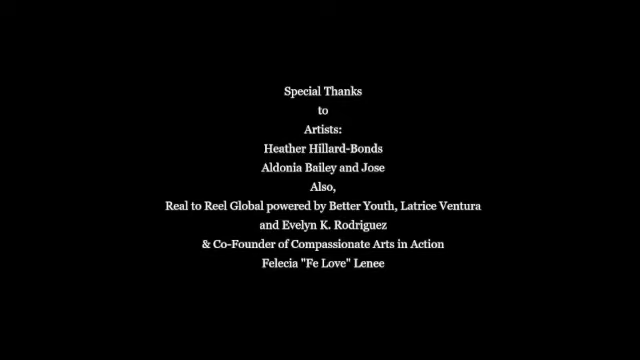 Special Thanks
to
Artists:
Heather Hillard-Bonds
Aldonia Bailey and Jose
Also,
Real to Reel Global powered by Better Youth, Latrice Ventura
and Evelyn K. Rodriguez
& Co-Founder of Compassionate Arts in Action
Felecia "Fe Love" Lenee